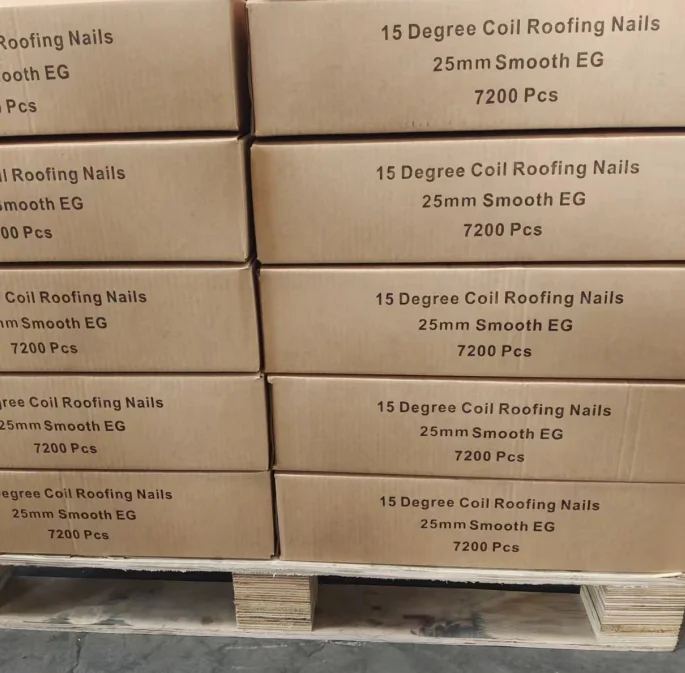 Roofing Nails
ooth EG
Pcs
15 Degree Coil Roofing Nails
25mm Smooth EG
7200 Pcs
il Roofing Nails
mooth EG
00 Pcs
15 Degree Coil Roofing Nails
25mm Smooth EG
7200 Pcs
Coil Roofing Nails
m Smooth EG
7200 Pcs
15 Degree Coil Roofing Nails
25mm Smooth EG
7200 Pcs
ree Coil Roofing Nails
25mm Smooth EG
7200 Pcs
15 Degree Coil Roofing Nails
25mm Smooth EG
7200 Pcs
egree Coil Roofing Nails
25mm Smooth EG
7200 Pcs
15 Degree Coil Roofing Nails
25mm Smooth EG
7200 Pcs